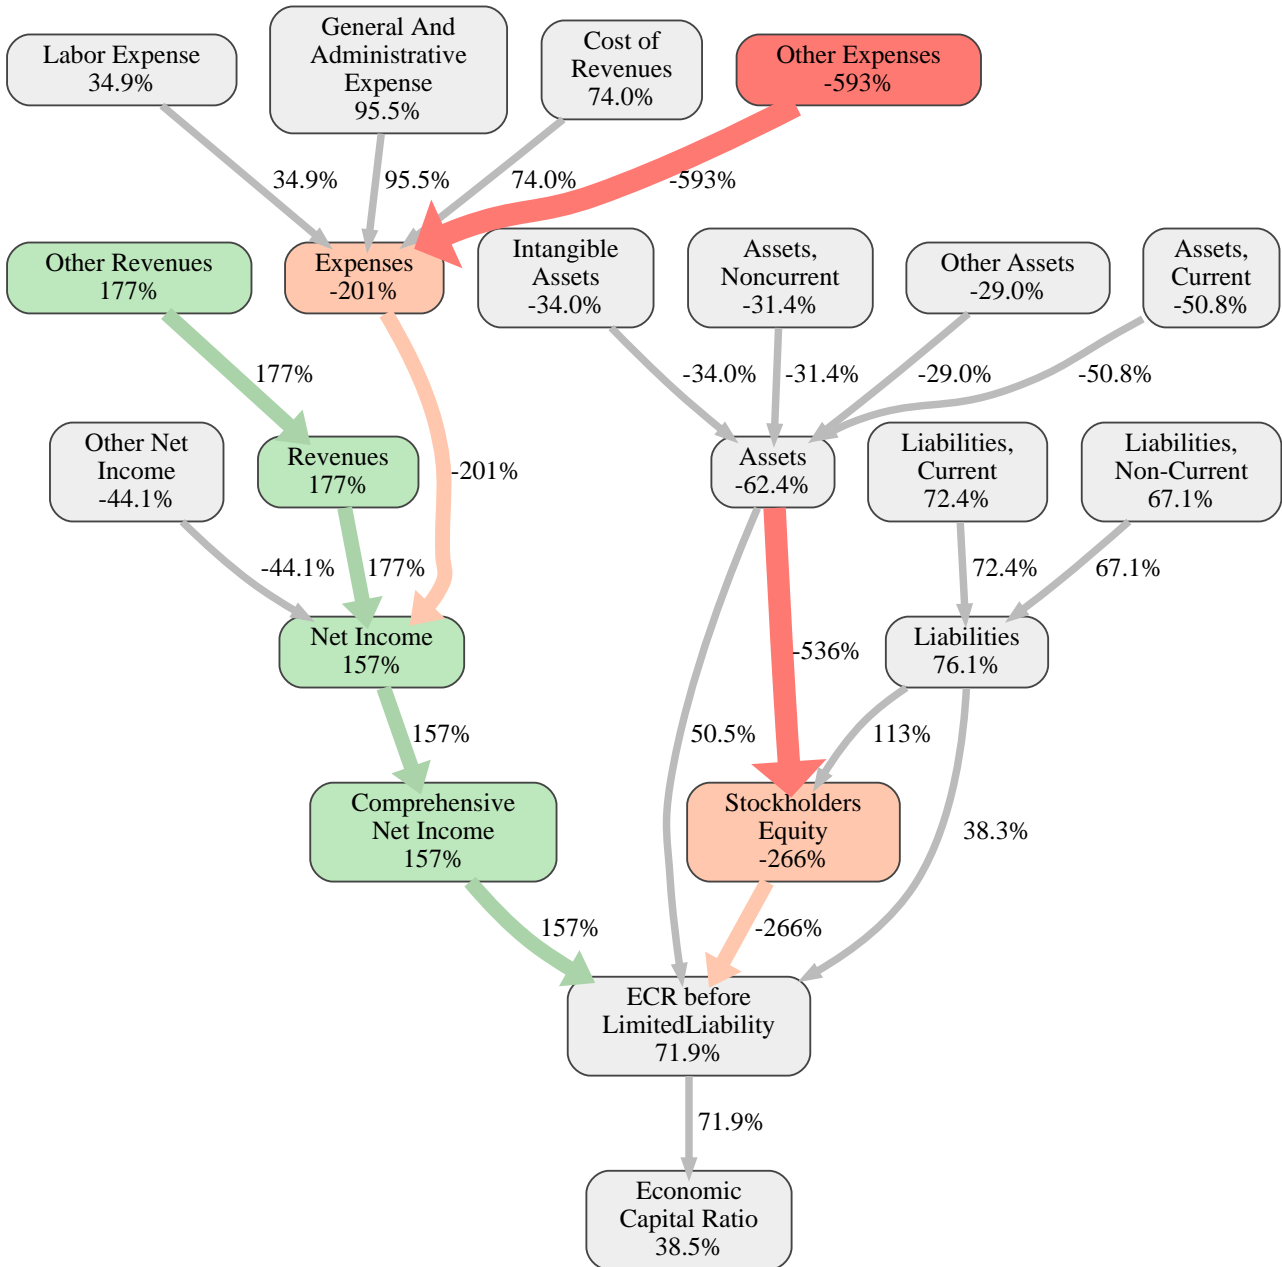 Labor Expense
34.9%
General And
Administrative
Expense
95.5%
Cost of
Revenues
74.0%
Other Expenses
-593%
34.9%
95.5%
74.0%
-593%
Other Revenues
177%
Expenses
-201%
Intangible
Assets
-34.0%
Assets,
Noncurrent
-31.4%
Other Assets
-29.0%
Assets,
Current
-50.8%
177%
-34.0%
-31.4%
-29.0%
-50.8%
Other Net
Income
-44.1%
Revenues
177%
-201%
Assets
-62.4%
Liabilities,
Current
72.4%
Liabilities,
Non-Current
67.1%
-44.1%
177%
72.4%
67.1%
Net Income
157%
-536%
Liabilities
76.1%
157%
50.5%
113%
Comprehensive
Net Income
157%
Stockholders
Equity
-266%
38.3%
157%
-266%
ECR before
LimitedLiability
71.9%
71.9%
Economic
Capital Ratio
38.5%